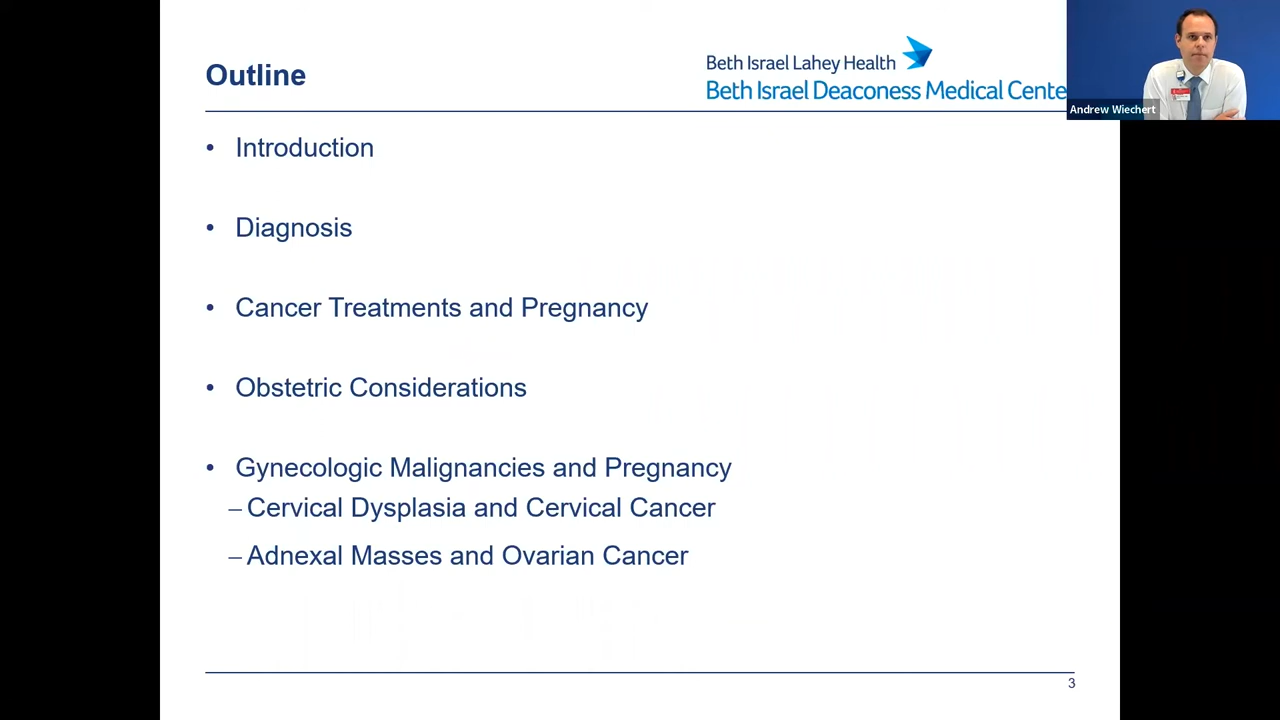 Outline
Beth Israel Lahey Health
Beth Israel Deaconess Medical Cente
Andrew Wiechert
• Introduction
• Diagnosis
• Cancer Treatments and Pregnancy
• Obstetric Considerations
• Gynecologic Malignancies and Pregnancy
– Cervical Dysplasia and Cervical Cancer
– Adnexal Masses and Ovarian Cancer
3